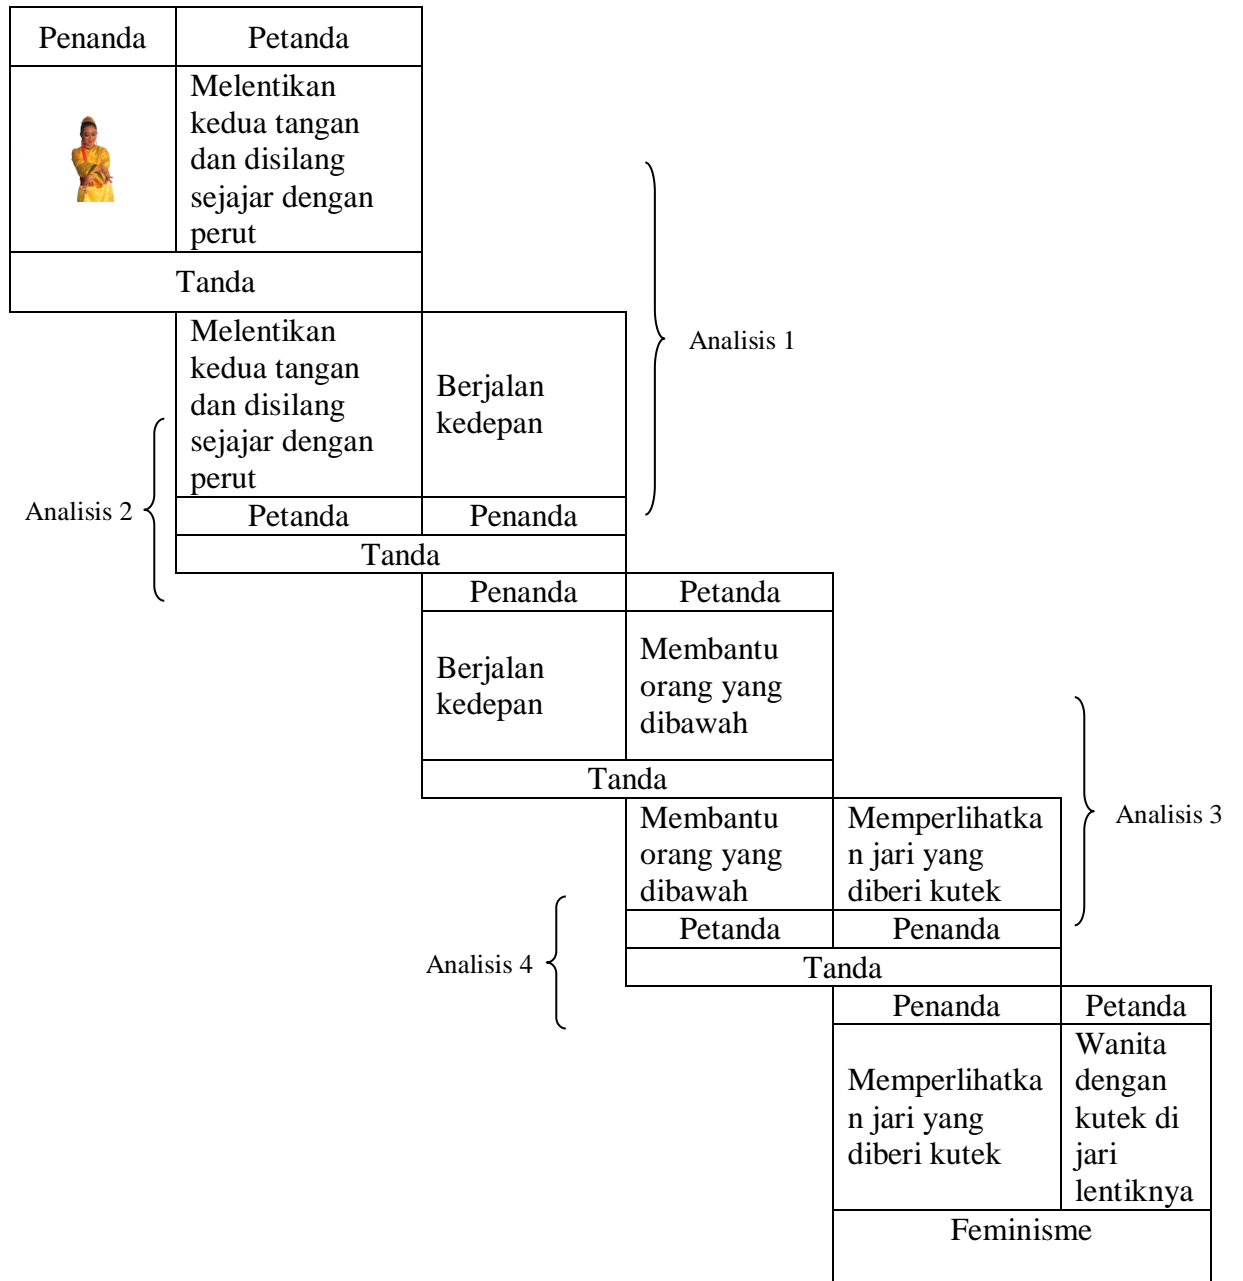 Penanda
Petanda
Melentikan
kedua tangan
dan disilang
sejajar dengan
perut
Tanda
Analisis 1
Melentikan
kedua tangan
dan disilang
sejajar dengan
perut
Berjalan
kedepan
Analisis 2
Petanda
Penanda
Tanda
Penanda
Petanda
Berjalan
kedepan
Membantu
orang yang
dibawah
Tanda
Analisis 3
Membantu
orang yang
dibawah
Memperlihatka
n jari yang
diberi kutek
Petanda
Penanda
Analisis 4
Tanda
Penanda
Petanda
Memperlihatka
n jari yang
diberi kutek
Wanita
dengan
kutek di
jari
lentiknya
Feminisme